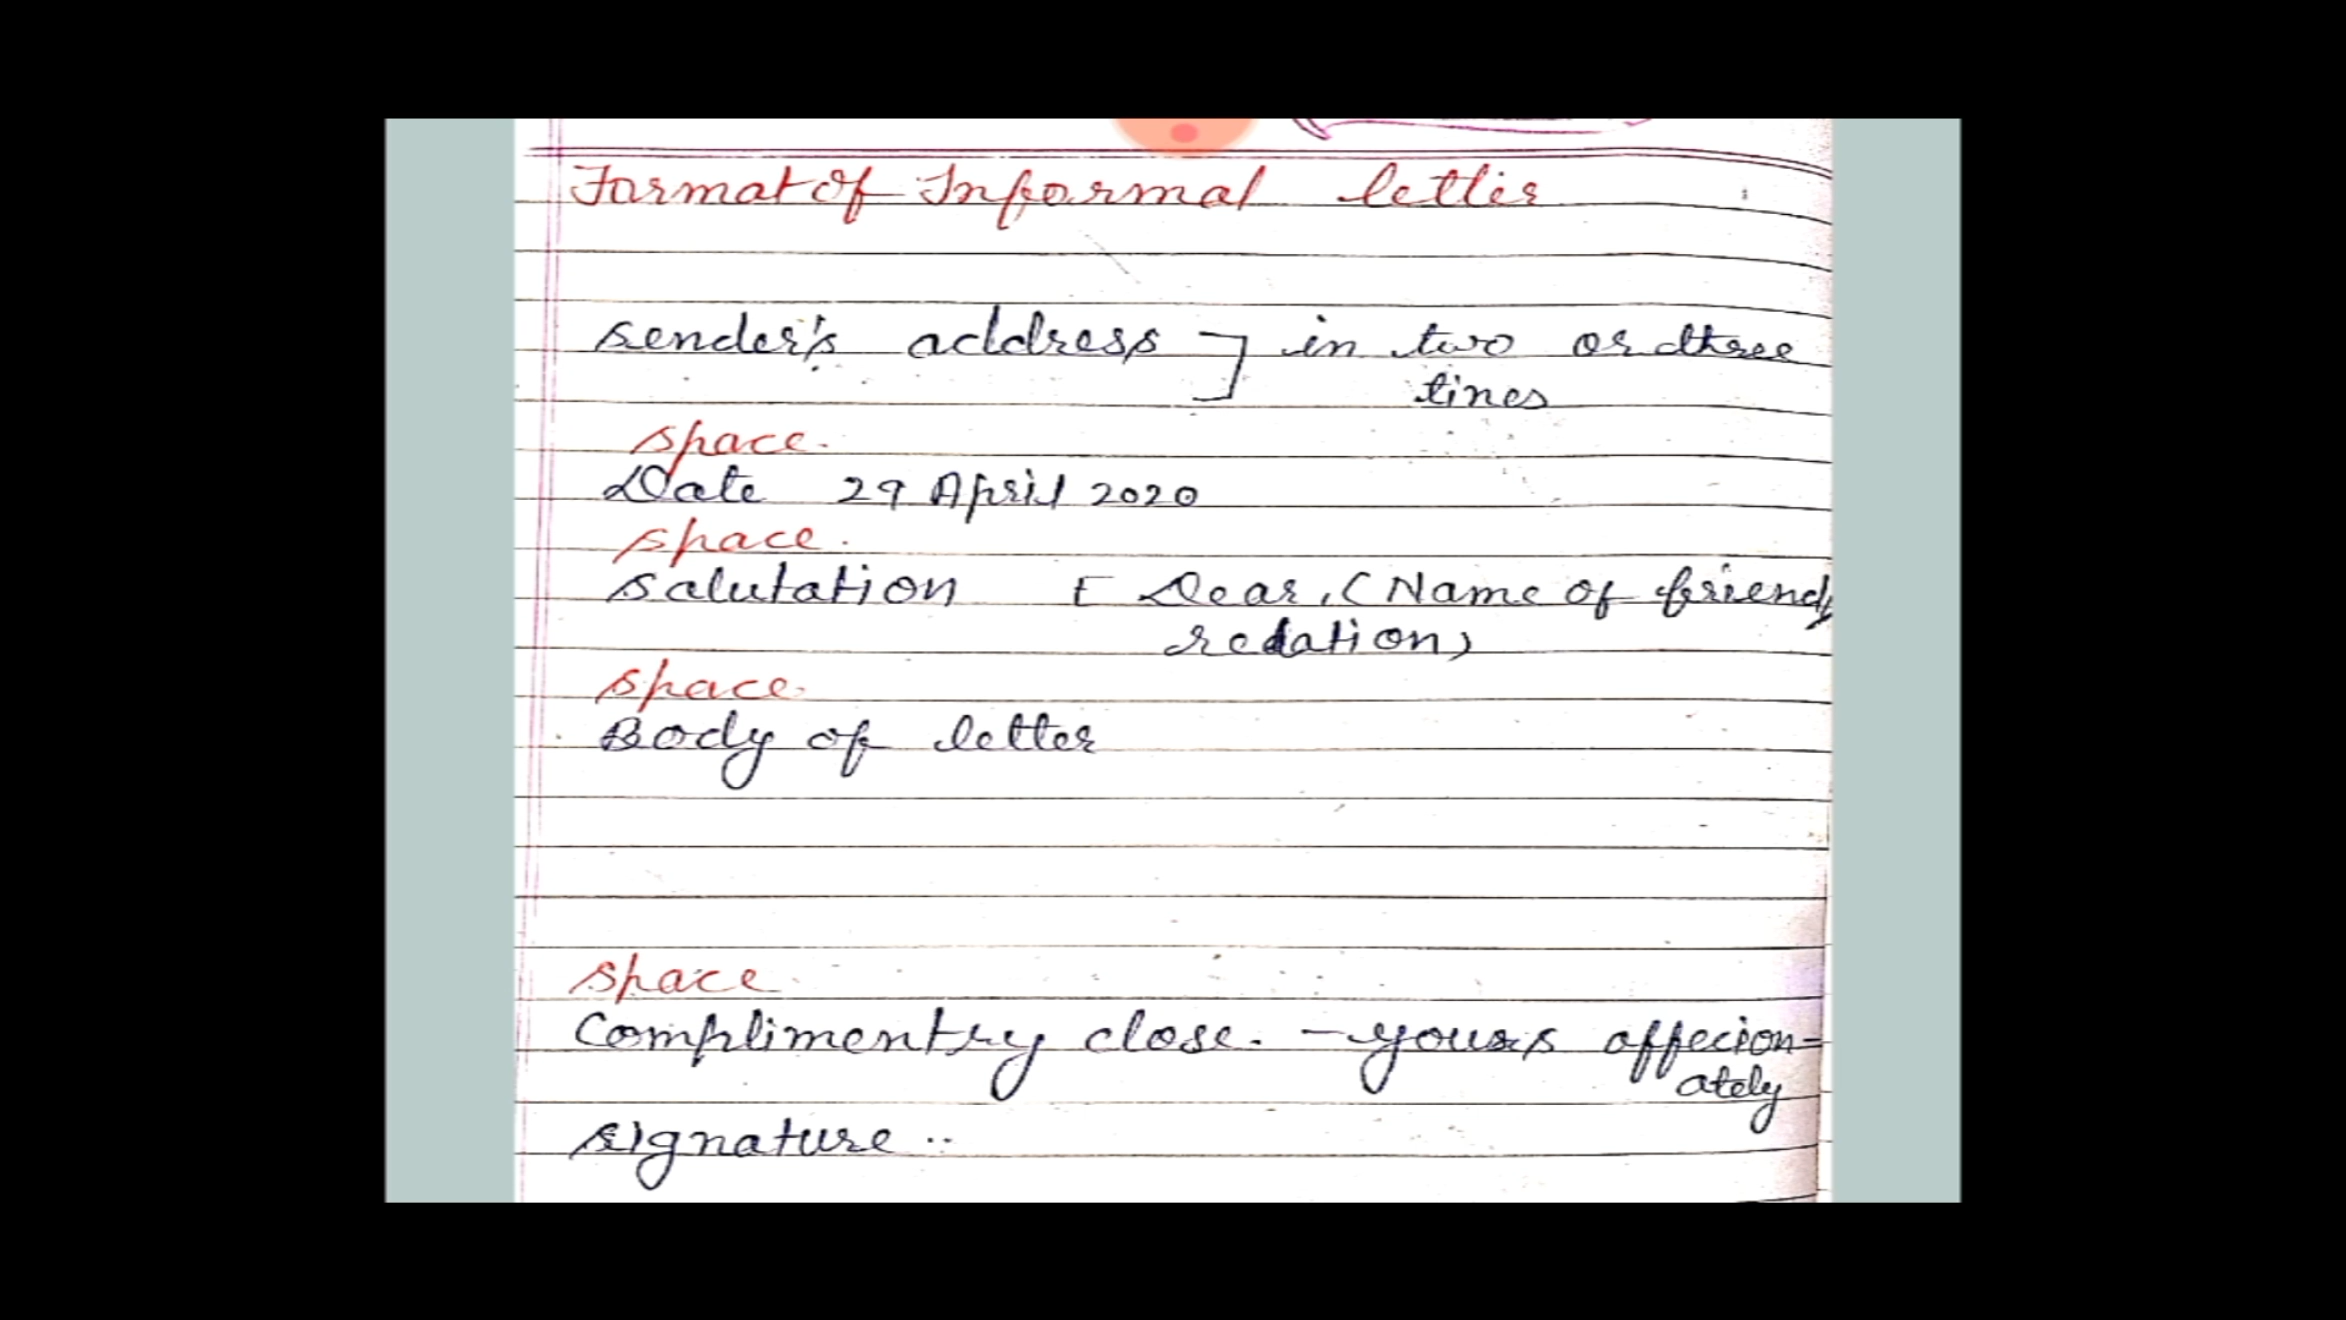 Format of Informal letter
sender's address ] in two or three
lines
space.
Date 29 April 2020
space.
salutation [ Dear, (Name of friend,
relation)
space.
Body of letter
space.
Complimentry close. - yours affecion-
ately
signature ..